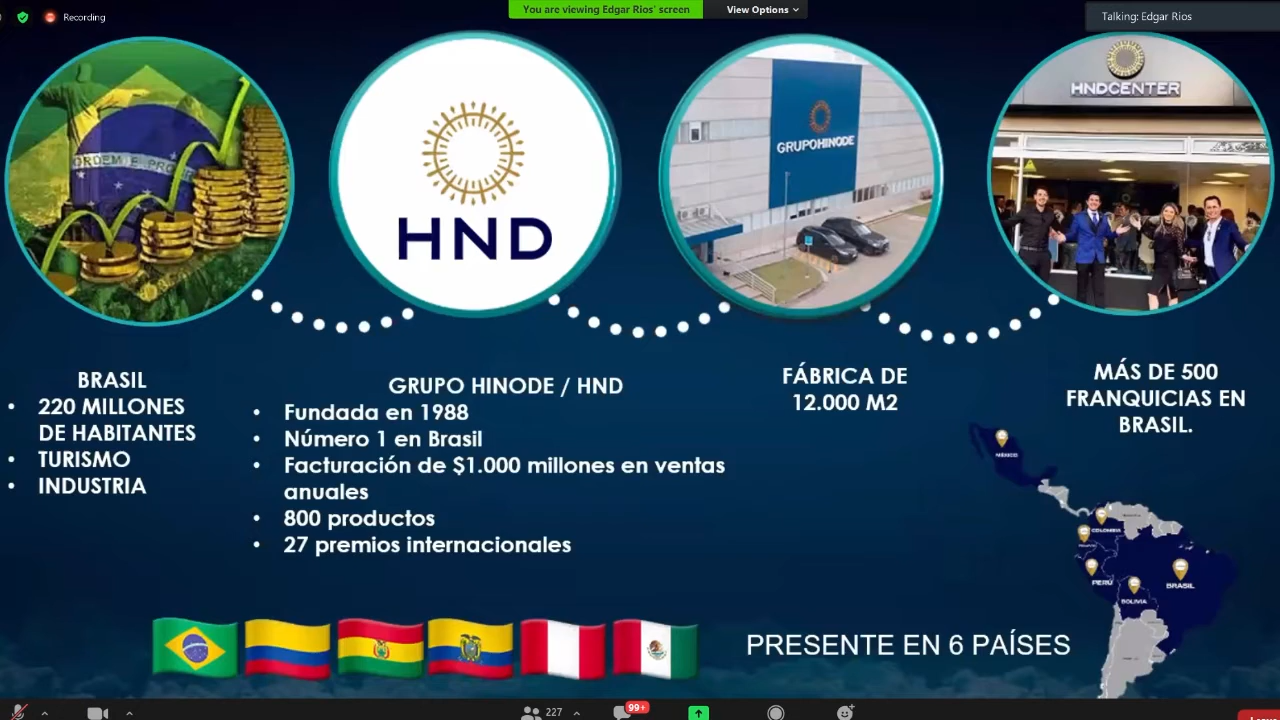 Recording
You are viewing Edgar Rios' screen
View Options
Talking: Edgar Rios
ORDEM E PRO
HND
GRUPOHINODE
HNDCENTER
BRASIL
• 220 MILLONES
DE HABITANTES
• TURISMO
• INDUSTRIA
GRUPO HINODE / HND
• Fundada en 1988
• Número 1 en Brasil
• Facturación de $1.000 millones en ventas
anuales
• 800 productos
• 27 premios internacionales
FÁBRICA DE
12.000 M2
MÁS DE 500
FRANQUICIAS EN
BRASIL.
MÉXICO
COLOMBIA
PERÚ
BRASIL
BOLIVIA
PRESENTE EN 6 PAÍSES
227
99+